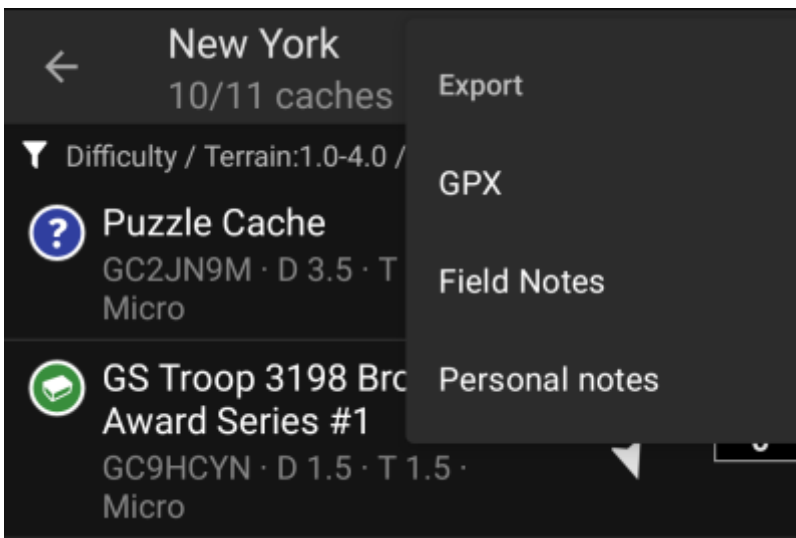 New York
10/11 caches
Difficulty / Terrain:1.0-4.0 /
Puzzle Cache
GC2JN9M · D 3.5 · T
Micro
GS Troop 3198 Bro
Award Series #1
GC9HCYN · D 1.5 · T 1.5 ·
Micro
Export
GPX
Field Notes
Personal notes